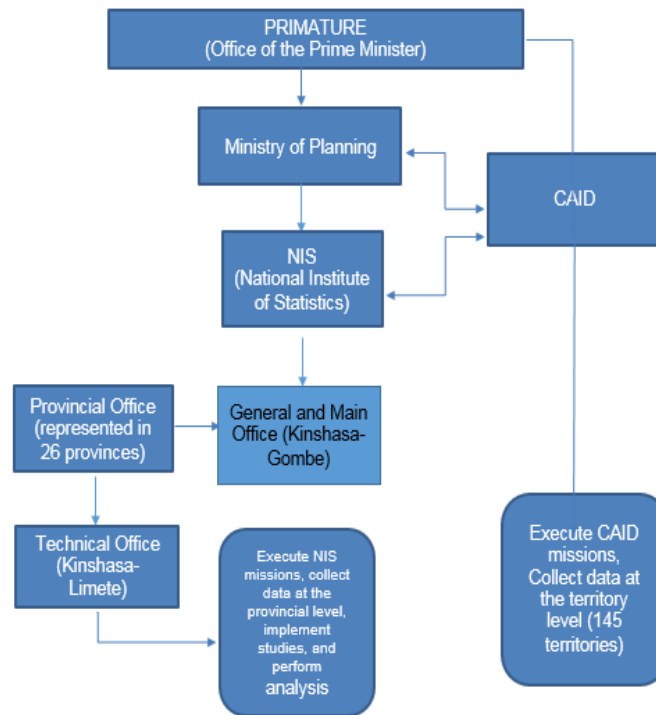 PRIMATURE
(Office of the Prime Minister)
Ministry of Planning
CAID
NIS
(National Institute
of Statistics)
Provincial Office
(represented in
26 provinces)
General and Main
Office (Kinshasa-
Gombe)
Technical Office
(Kinshasa-
Limete)
Execute NIS
missions, collect
data at the
provincial level,
implement
studies, and
perform
analysis
Execute CAID
missions,
Collect data at
the territory
level (145
territories)